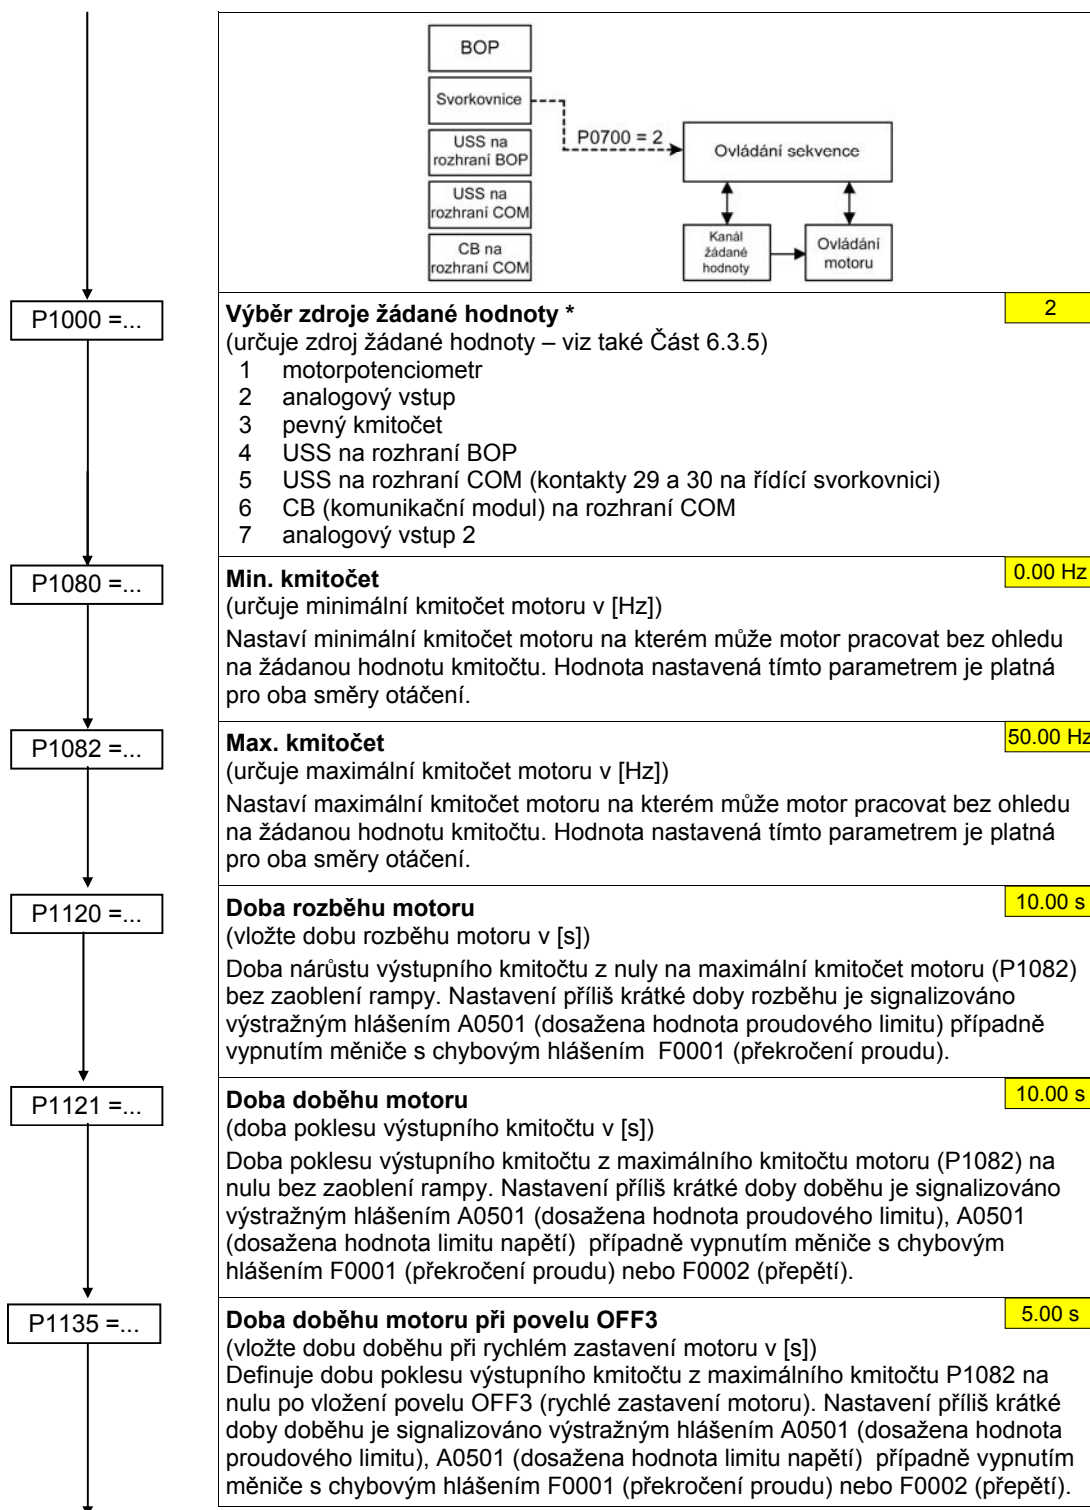 BOP
Svorkovnice
USS na
rozhraní BOP
USS na
rozhraní COM
CB na
rozhraní COM
P0700 = 2
Ovládání sekvence
Kanál
žádané
hodnoty
Ovládání
motoru
P1000 =...
Výběr zdroje žádané hodnoty *
2
(určuje zdroj žádané hodnoty – viz také Část 6.3.5)
1 motorpotenciometr
2 analogový vstup
3 pevný kmitočet
4 USS na rozhraní BOP
5 USS na rozhraní COM (kontakty 29 a 30 na řídící svorkovnici)
6 CB (komunikační modul) na rozhraní COM
7 analogový vstup 2
P1080 =...
Min. kmitočet
0.00 Hz
(určuje minimální kmitočet motoru v [Hz])
Nastaví minimální kmitočet motoru na kterém může motor pracovat bez ohledu
na žádanou hodnotu kmitočtu. Hodnota nastavená tímto parametrem je platná
pro oba směry otáčení.
P1082 =...
Max. kmitočet
50.00 Hz
(určuje maximální kmitočet motoru v [Hz])
Nastaví maximální kmitočet motoru na kterém může motor pracovat bez ohledu
na žádanou hodnotu kmitočtu. Hodnota nastavená tímto parametrem je platná
pro oba směry otáčení.
P1120 =...
Doba rozběhu motoru
10.00 s
(vložte dobu rozběhu motoru v [s])
Doba nárůstu výstupního kmitočtu z nuly na maximální kmitočet motoru (P1082)
bez zaoblení rampy. Nastavení příliš krátké doby rozběhu je signalizováno
výstražným hlášením A0501 (dosažena hodnota proudového limitu) případně
vypnutím měniče s chybovým hlášením F0001 (překročení proudu).
P1121 =...
Doba doběhu motoru
10.00 s
(doba poklesu výstupního kmitočtu v [s])
Doba poklesu výstupního kmitočtu z maximálního kmitočtu motoru (P1082) na
nulu bez zaoblení rampy. Nastavení příliš krátké doby doběhu je signalizováno
výstražným hlášením A0501 (dosažena hodnota proudového limitu), A0501
(dosažena hodnota limitu napětí) případně vypnutím měniče s chybovým
hlášením F0001 (překročení proudu) nebo F0002 (přepětí).
P1135 =...
Doba doběhu motoru při povelu OFF3
5.00 s
(vložte dobu doběhu při rychlém zastavení motoru v [s])
Definuje dobu poklesu výstupního kmitočtu z maximálního kmitočtu P1082 na
nulu po vložení povelu OFF3 (rychlé zastavení motoru). Nastavení příliš krátké
doby doběhu je signalizováno výstražným hlášením A0501 (dosažena hodnota
proudového limitu), A0501 (dosažena hodnota limitu napětí) případně vypnutím
měniče s chybovým hlášením F0001 (překročení proudu) nebo F0002 (přepětí).